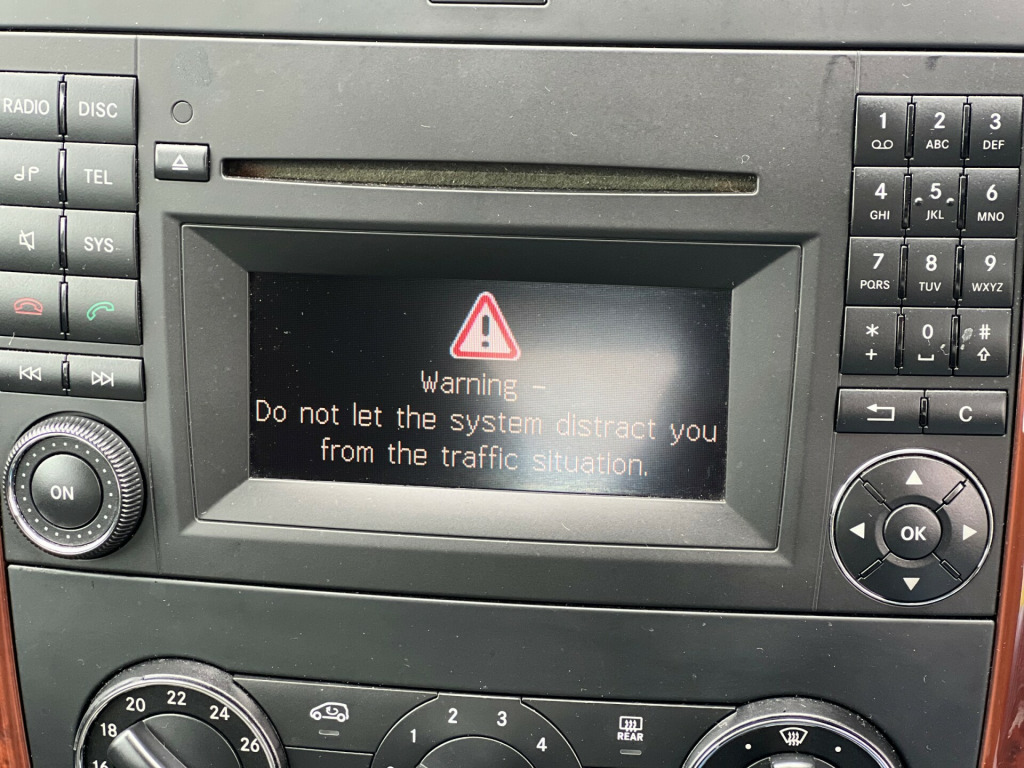 RADIO DISC
TEL
SYS
ON
Warning –
Do not let the system distract you
from the traffic situation.
1 2 3
ABC DEF
4 5 6
GHI JKL MNO
7 8 9
PQRS TUV WXYZ
* 0 #
+
C
OK
16 18 20 22 24 26
1 2 3 4
REAR